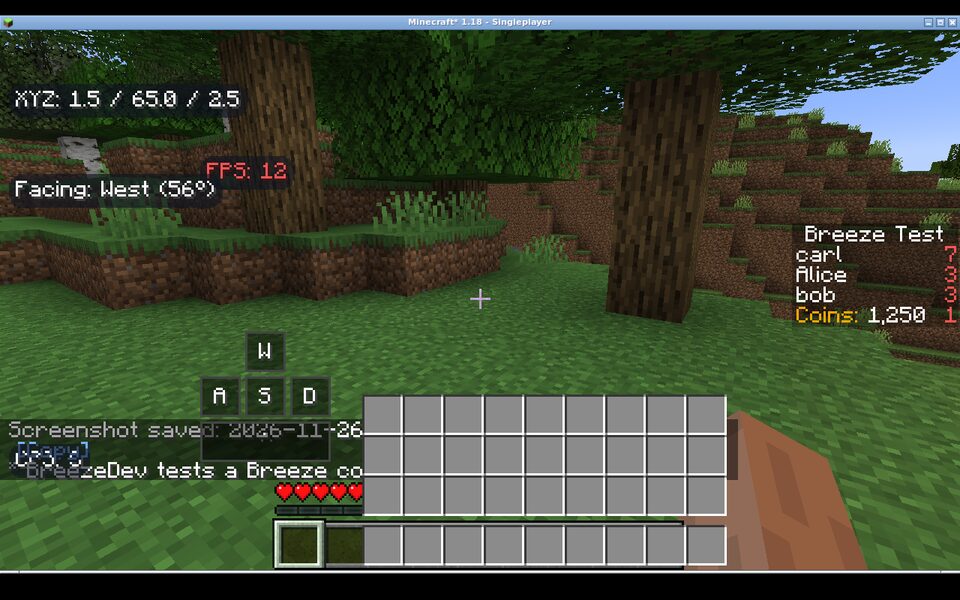 Minecraft* 1.18 - Singleplayer
XYZ: 1.5 / 65.0 / 2.5
FPS: 12
Facing: West (56°)
Breeze Test
carl 7
Alice 3
bob 3
Coins: 1,250 1
W
A S D
Screenshot saved: 2026-11-26
[Copy]
* BreezeDev tests a Breeze co